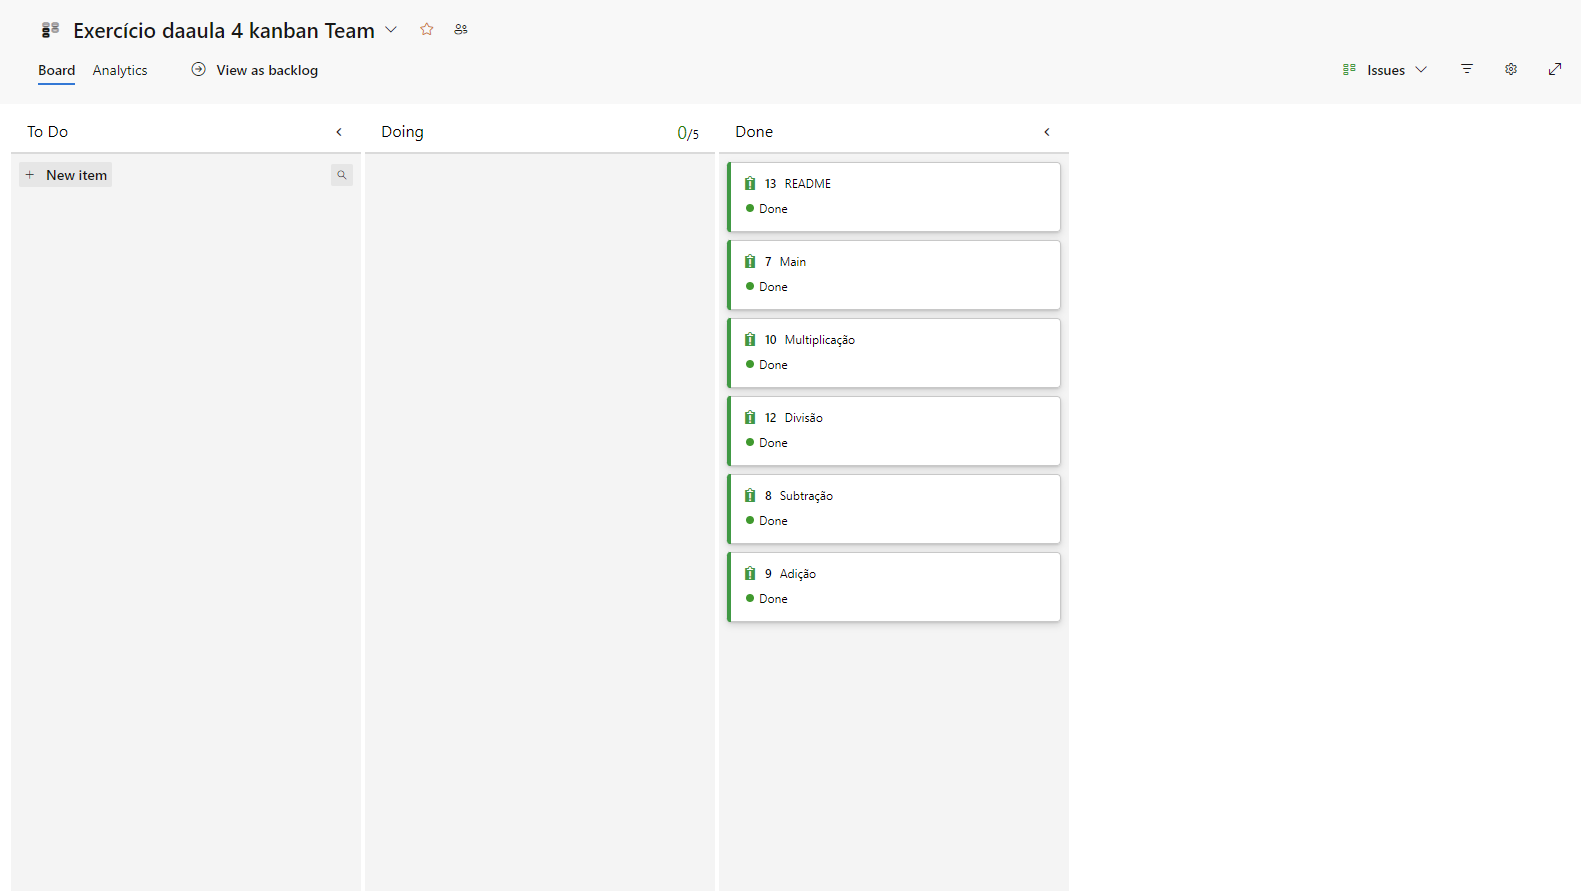 Exercício daaula 4 kanban Team
Board Analytics View as backlog Issues
To Do
New item
Doing 0/5
Done
13 README
Done
7 Main
Done
10 Multiplicação
Done
12 Divisão
Done
8 Subtração
Done
9 Adição
Done